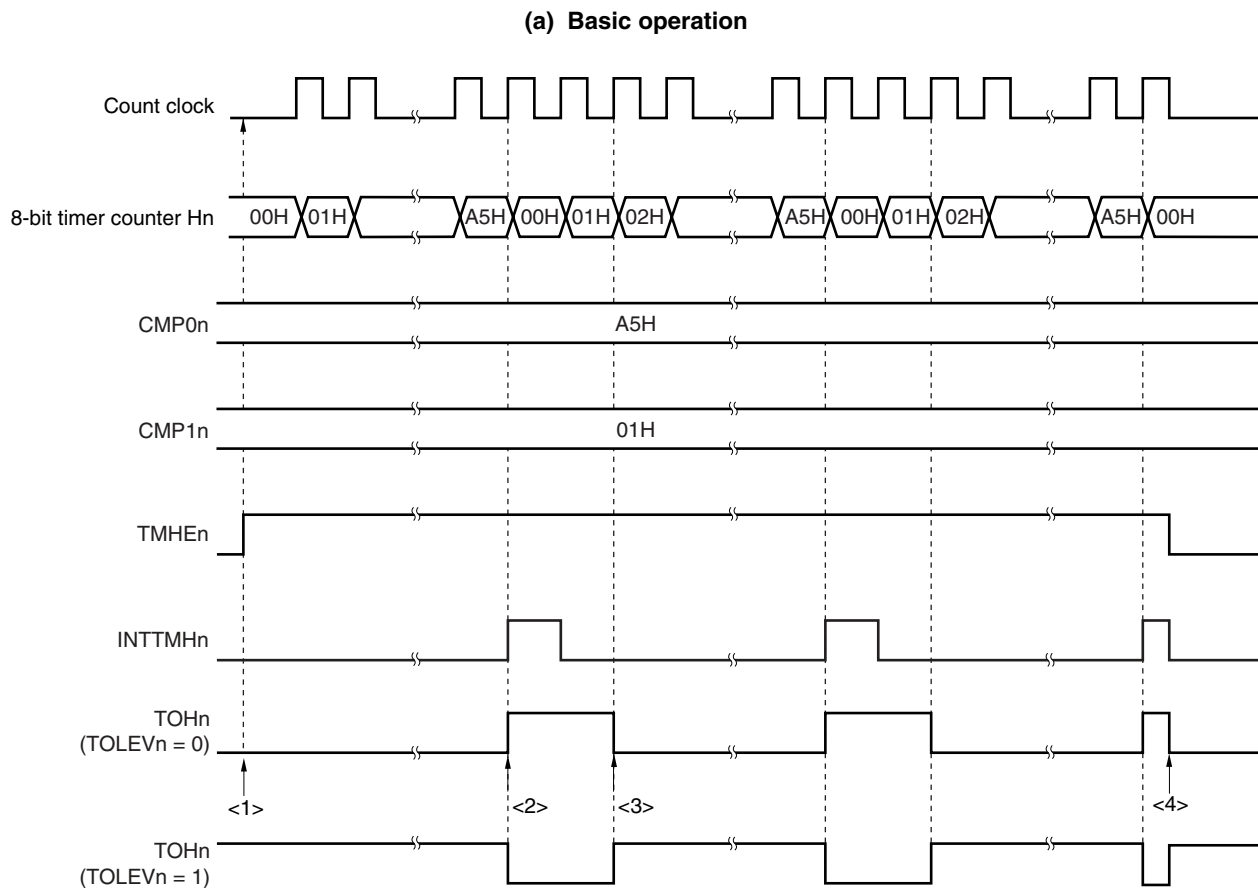 (a) Basic operation
Count clock
8-bit timer counter Hn
00H 01H A5H 00H 01H 02H A5H 00H 01H 02H A5H 00H
CMP0n
A5H
CMP1n
01H
TMHEn
INTTMHn
TOHn
(TOLEVn = 0)
<1> <2> <3> <4>
TOHn
(TOLEVn = 1)